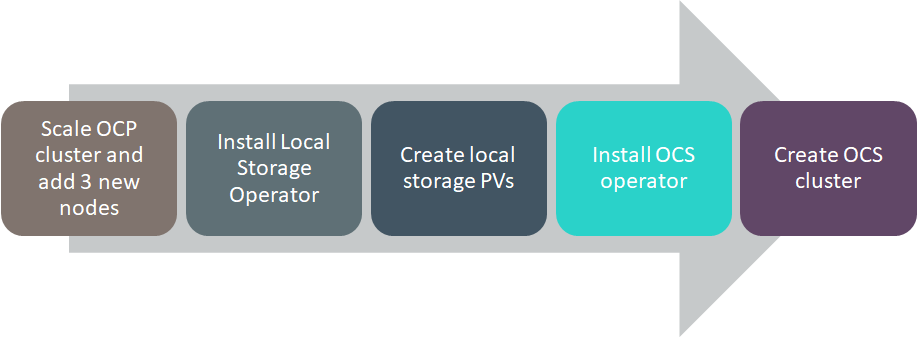 Scale OCP
cluster and
add 3 new
nodes
Install Local
Storage
Operator
Create local
storage PVs
Install OCS
operator
Create OCS
cluster